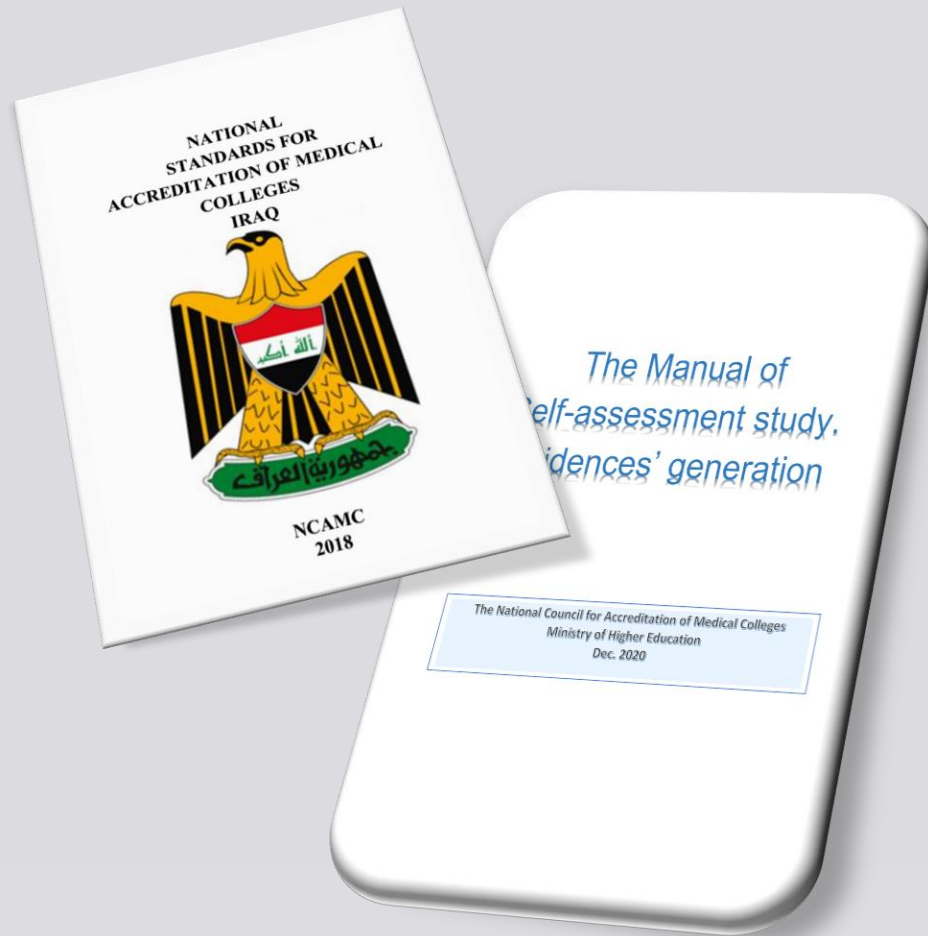 NATIONAL
STANDARDS FOR
ACCREDITATION OF MEDICAL
COLLEGES
IRAQ
الله أكبر
جمهورية العراق
NCAMC
2018
The Manual of
elf-assessment study.
idences’ generation
The National Council for Accreditation of Medical Colleges
Ministry of Higher Education
Dec. 2020